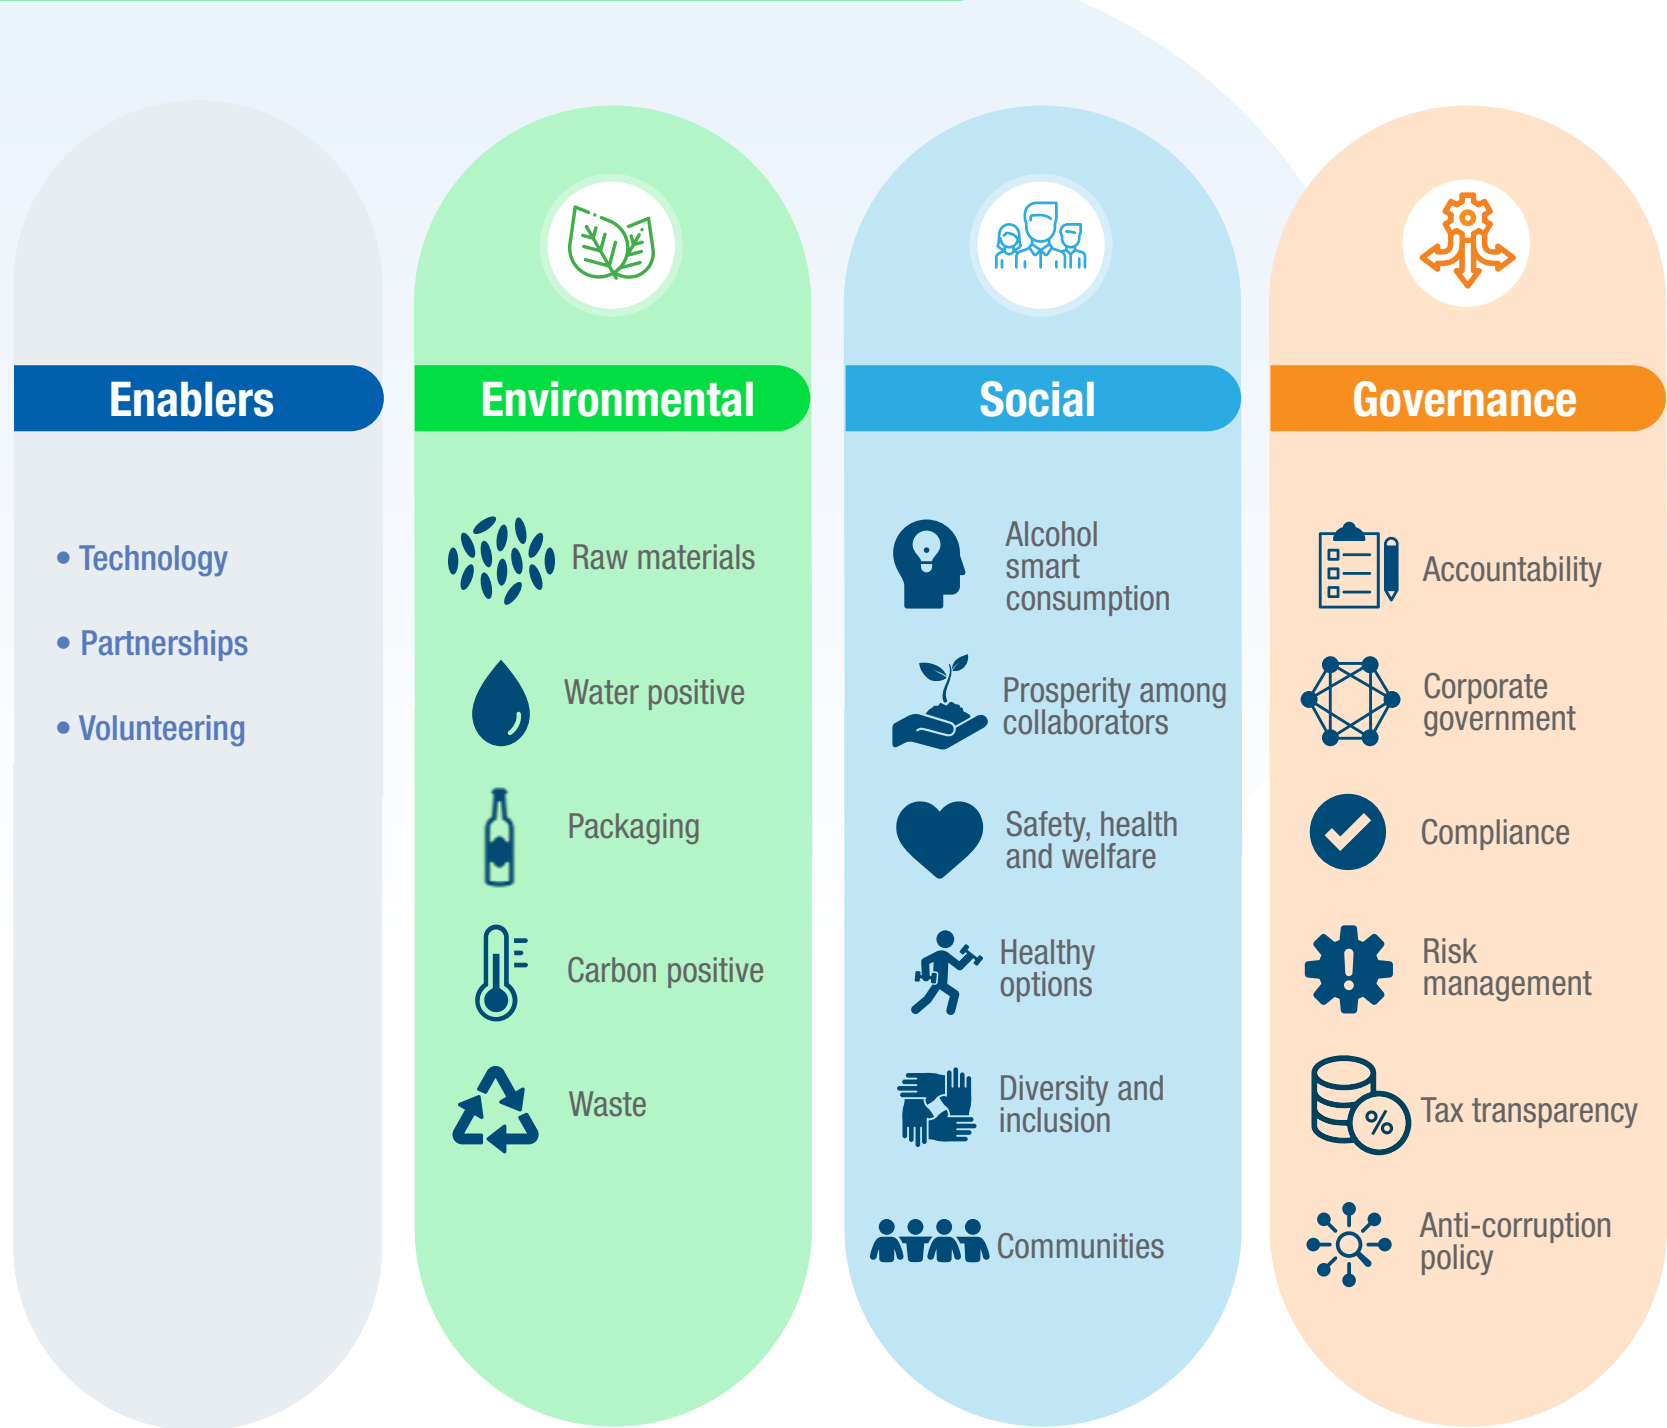 Enablers
• Technology
• Partnerships
• Volunteering
Environmental
Raw materials
Water positive
Packaging
Carbon positive
Waste
Social
Alcohol
smart
consumption
Prosperity among
collaborators
Safety, health
and welfare
Healthy
options
Diversity and
inclusion
Communities
Governance
Accountability
Corporate
government
Compliance
Risk
management
%
Tax transparency
Anti-corruption
policy